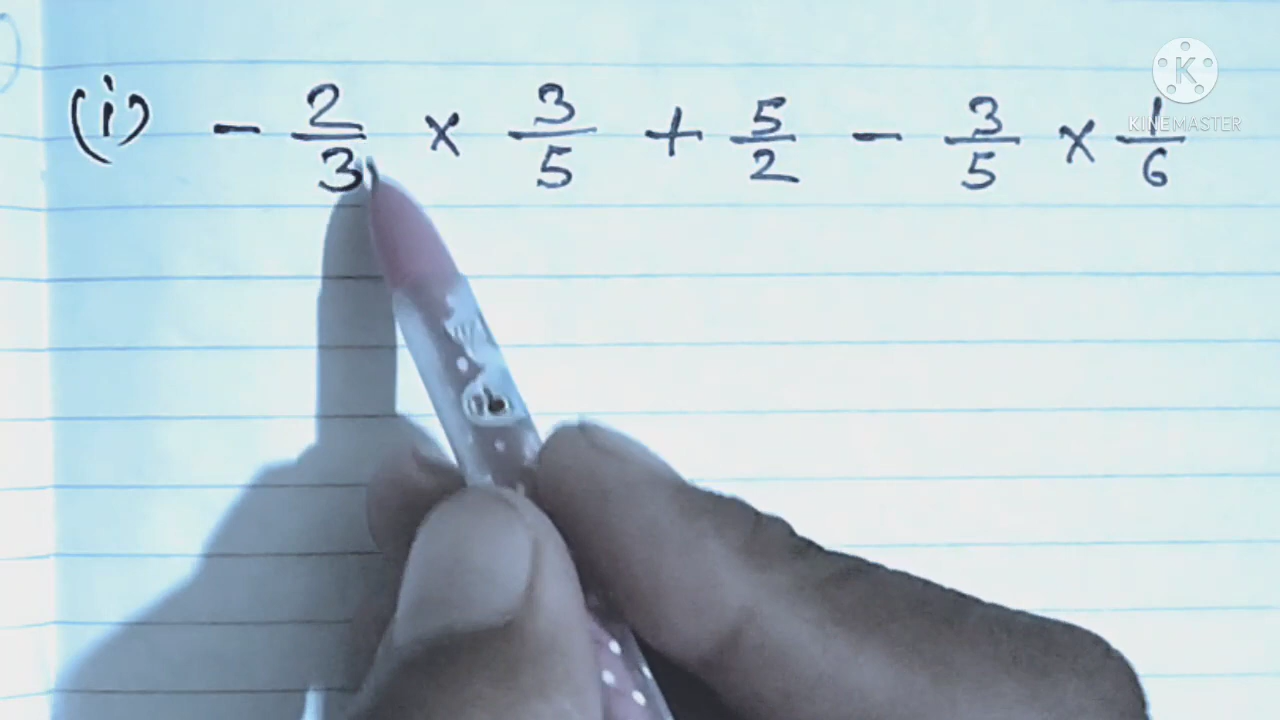 (i) - 2/3 × 3/5 + 5/2 - 3/5 × 1/6
K
KINEMASTER